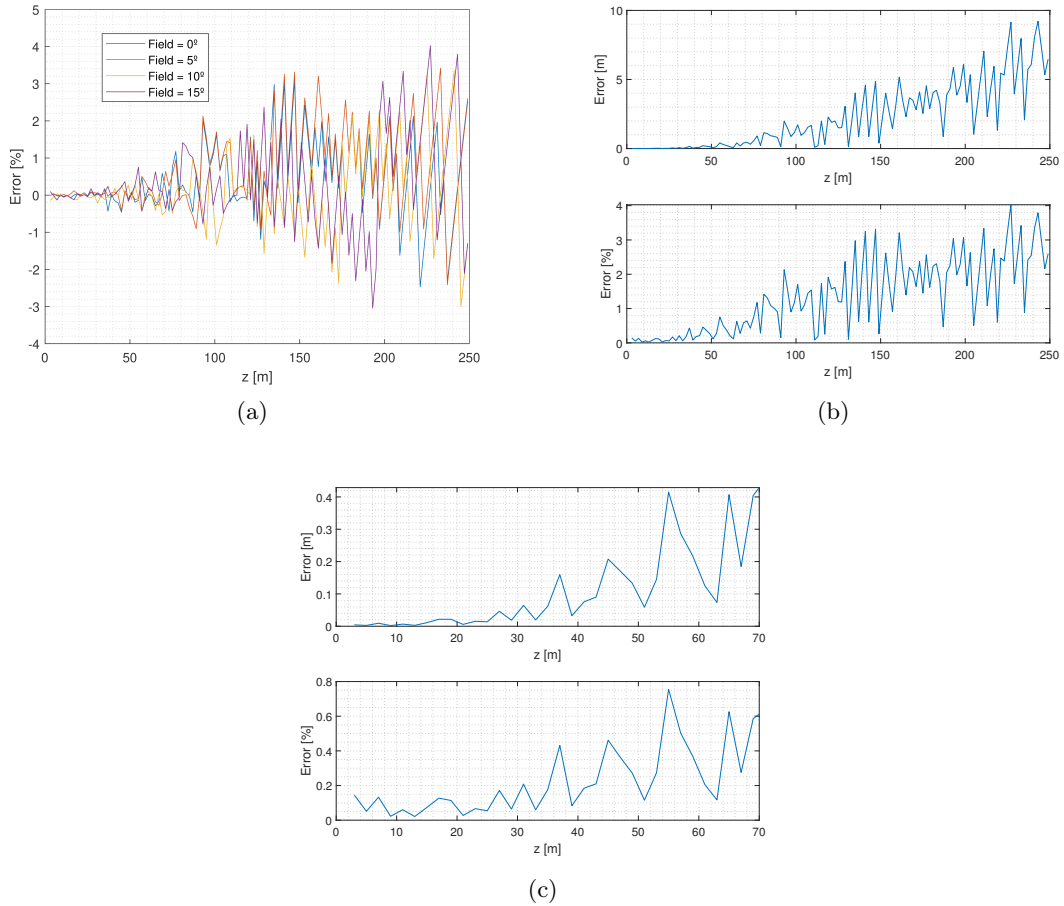 5
4
3
2
1
0
-1
-2
-3
-4
Error [%]
Field = 0º
Field = 5º
Field = 10º
Field = 15º
0 50 100 150 200 250
z [m]
(a)
10
5
0
Error [m]
0 50 100 150 200 250
z [m]
4
3
2
1
0
Error [%]
0 50 100 150 200 250
z [m]
(b)
0.4
0.3
0.2
0.1
0
Error [m]
0 10 20 30 40 50 60 70
z [m]
0.8
0.6
0.4
0.2
0
Error [%]
0 10 20 30 40 50 60 70
z [m]
(c)